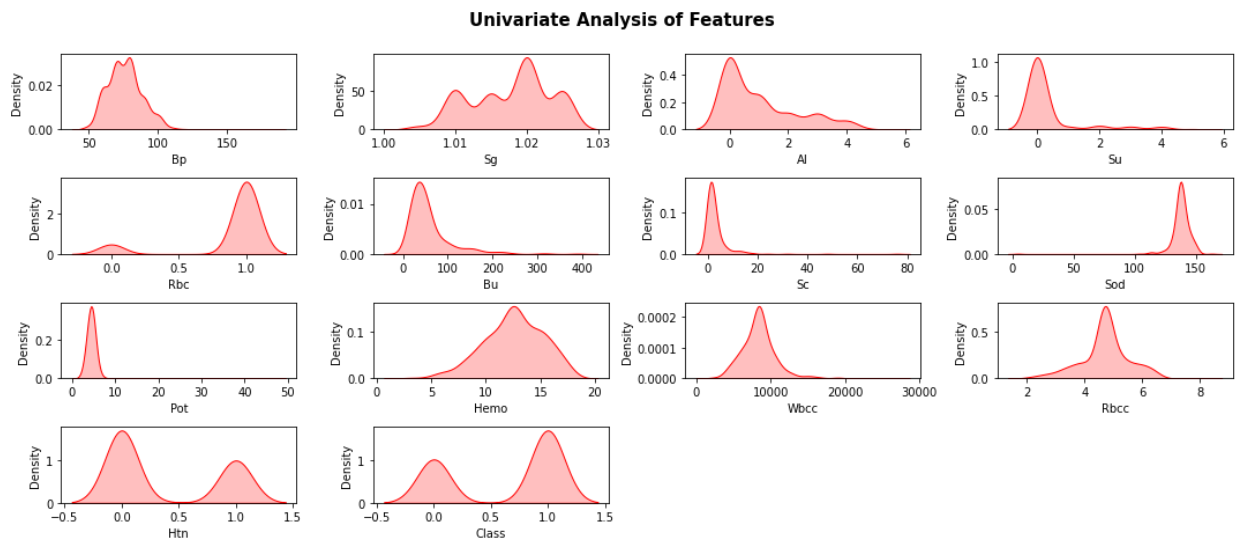 Univariate Analysis of Features
Density
0.02
0.00
50 100 150
Bp
Density
50
0
1.00 1.01 1.02 1.03
Sg
Density
0.4
0.2
0.0
0 2 4 6
Al
Density
1.0
0.5
0.0
0 2 4 6
Su
Density
2
0
0.0 0.5 1.0
Rbc
Density
0.01
0.00
0 100 200 300 400
Bu
Density
0.1
0.0
0 20 40 60 80
Sc
Density
0.05
0.00
0 50 100 150
Sod
Density
0.2
0.0
0 10 20 30 40 50
Pot
Density
0.1
0.0
0 5 10 15 20
Hemo
Density
0.0002
0.0001
0.0000
0 10000 20000 30000
Wbcc
Density
0.5
0.0
2 4 6 8
Rbcc
Density
1
0
−0.5 0.0 0.5 1.0 1.5
Htn
Density
1
0
−0.5 0.0 0.5 1.0 1.5
Class